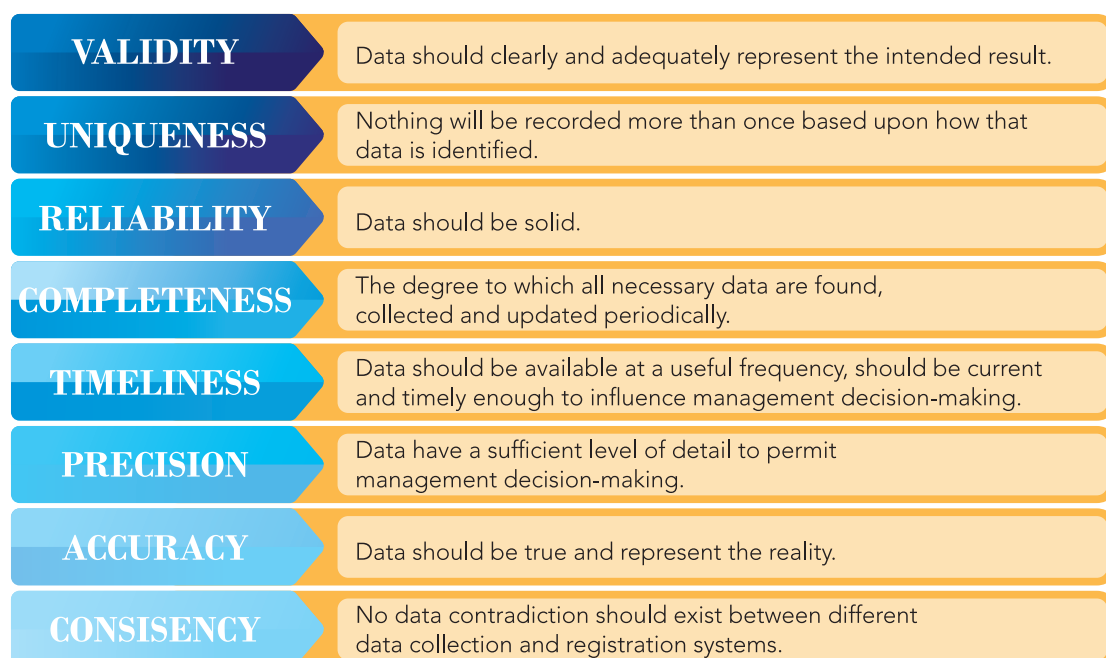 VALIDITY
Data should clearly and adequately represent the intended result.
UNIQUENESS
Nothing will be recorded more than once based upon how that
data is identified.
RELIABILITY
Data should be solid.
COMPLETENESS
The degree to which all necessary data are found,
collected and updated periodically.
TIMELINESS
Data should be available at a useful frequency, should be current
and timely enough to influence management decision-making.
PRECISION
Data have a sufficient level of detail to permit
management decision-making.
ACCURACY
Data should be true and represent the reality.
CONSISENCY
No data contradiction should exist between different
data collection and registration systems.